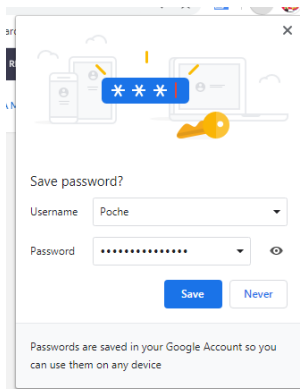 ***
Save password?
Username Poche
Password •••••••••••••••
Save Never
Passwords are saved in your Google Account so you
can use them on any device